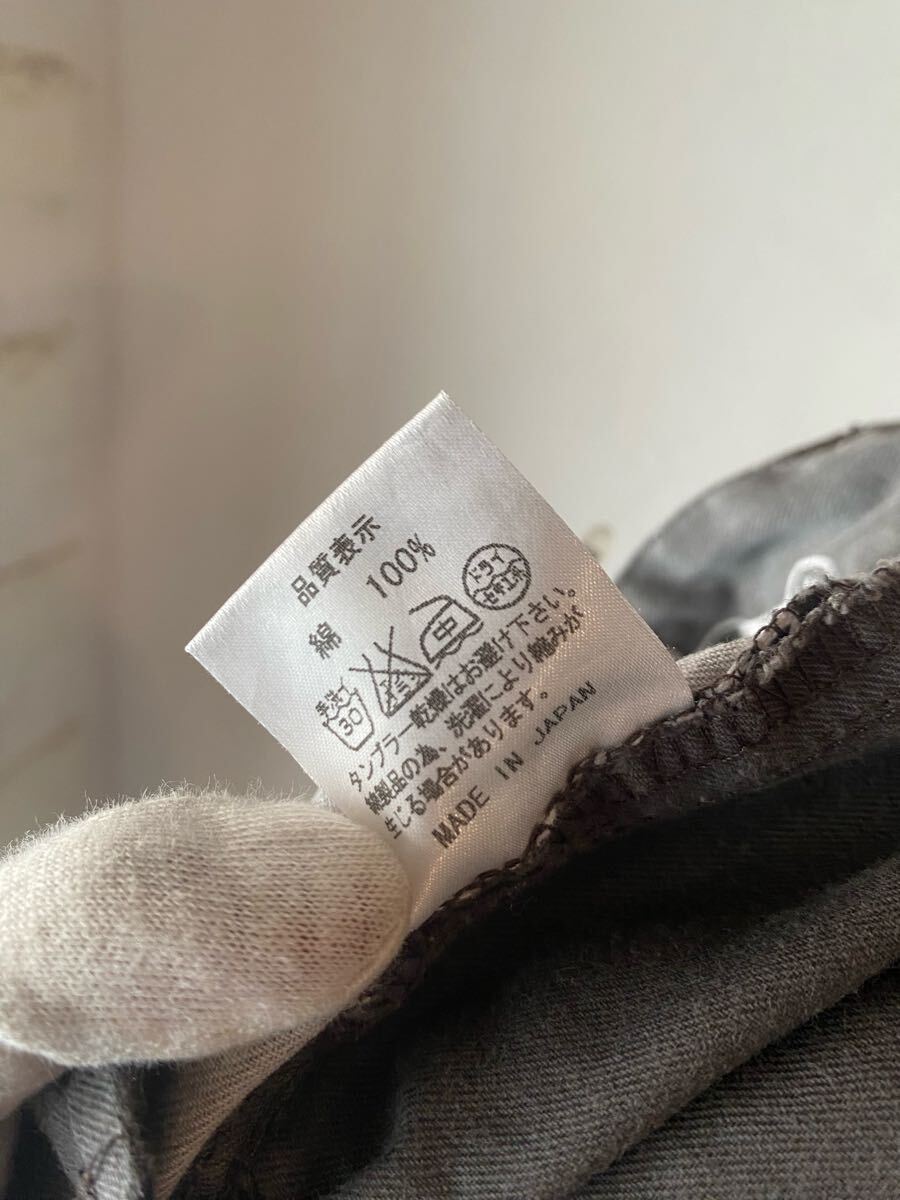 品質表示
綿 100%
手洗イ 30 中 ドライ セキユ系
タンブラー乾燥はお避け下さい。
綿製品の為、洗濯により縮みが
生じる場合があります。
MADE IN JAPAN